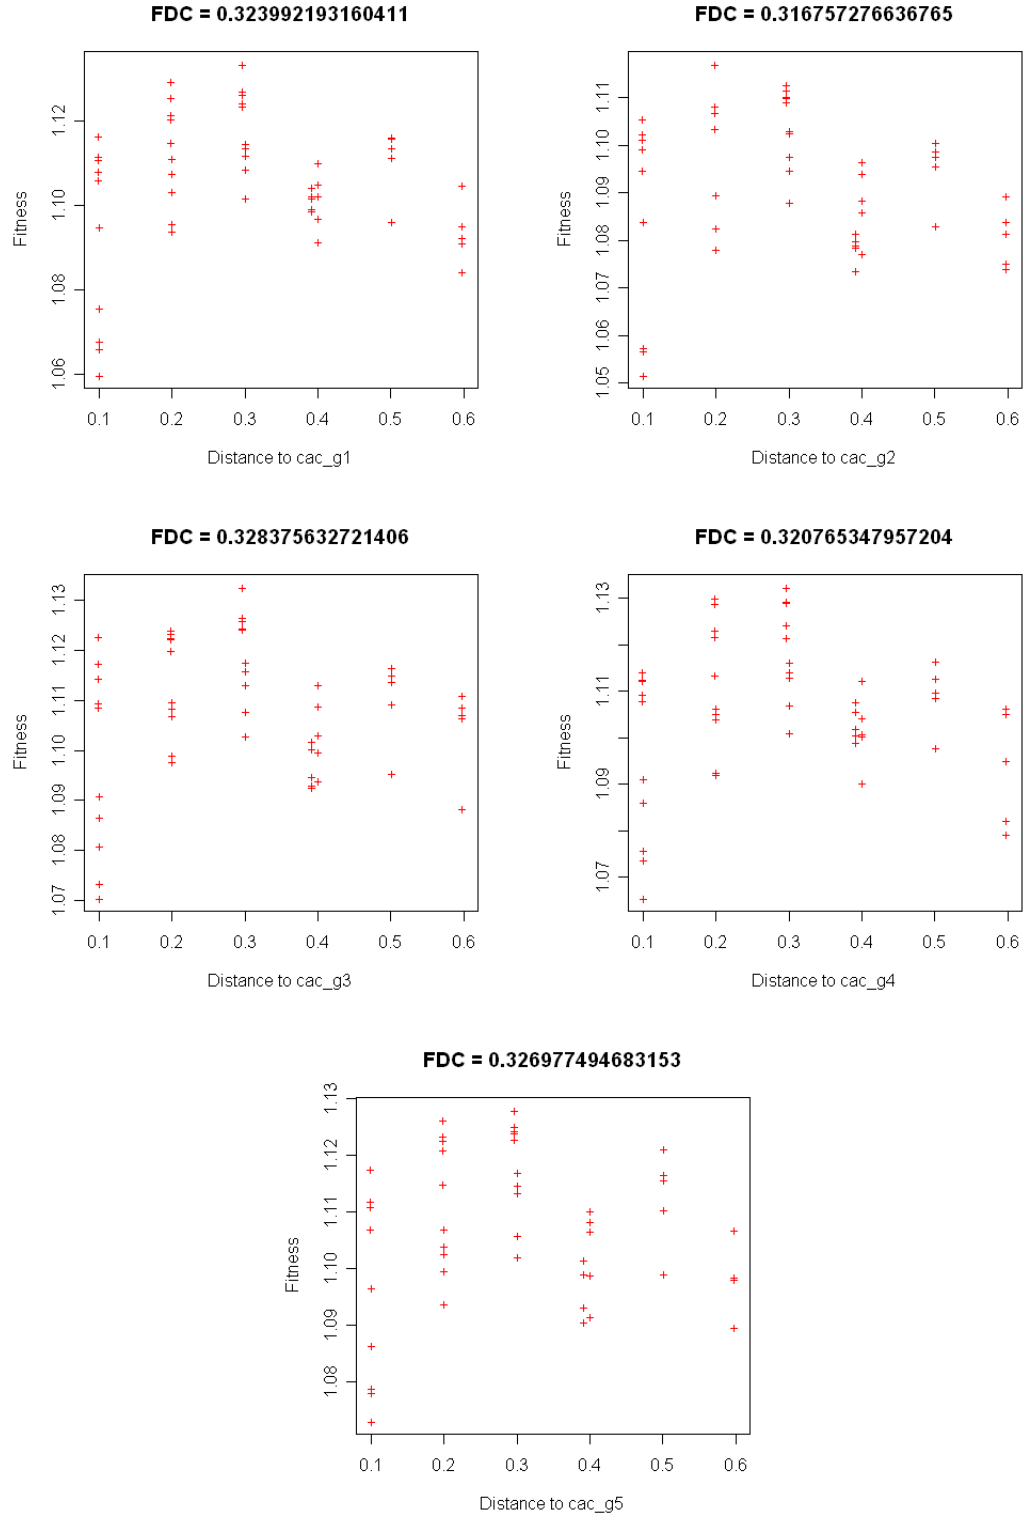 FDC = 0.323992193160411
Fitness
1.06 1.08 1.10 1.12
0.1 0.2 0.3 0.4 0.5 0.6
Distance to cac_g1
FDC = 0.316757276636765
Fitness
1.05 1.06 1.07 1.08 1.09 1.10 1.11
0.1 0.2 0.3 0.4 0.5 0.6
Distance to cac_g2
FDC = 0.328375632721406
Fitness
1.07 1.08 1.09 1.10 1.11 1.12 1.13
0.1 0.2 0.3 0.4 0.5 0.6
Distance to cac_g3
FDC = 0.320765347957204
Fitness
1.07 1.09 1.11 1.13
0.1 0.2 0.3 0.4 0.5 0.6
Distance to cac_g4
FDC = 0.326977494683153
Fitness
1.08 1.09 1.10 1.11 1.12 1.13
0.1 0.2 0.3 0.4 0.5 0.6
Distance to cac_g5